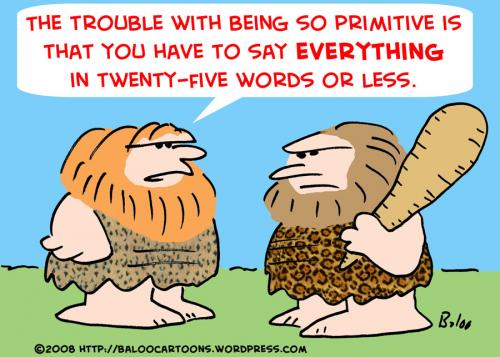 THE TROUBLE WITH BEING SO PRIMITIVE IS
THAT YOU HAVE TO SAY EVERYTHING
IN TWENTY-FIVE WORDS OR LESS.
Baloo
©2008 HTTP://BALOOCARTOONS.WORDPRESS.COM